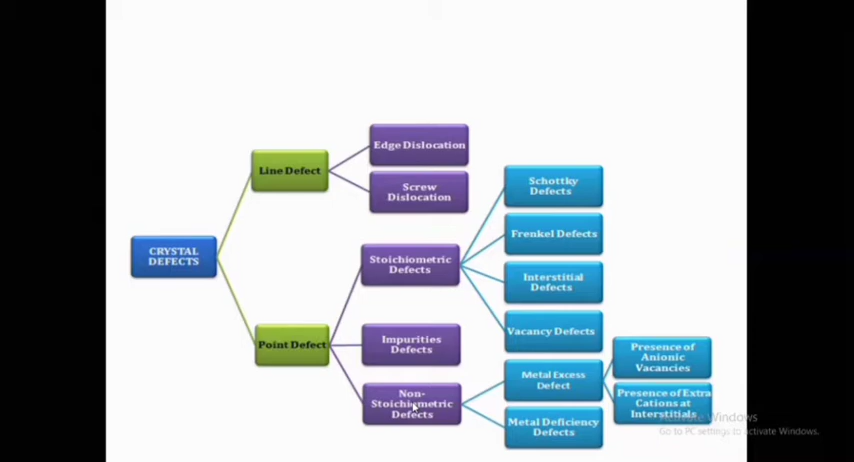 CRYSTAL
DEFECTS
Line Defect
Edge Dislocation
Screw
Dislocation
Point Defect
Stoichiometric
Defects
Schottky
Defects
Frenkel Defects
Interstitial
Defects
Vacancy Defects
Impurities
Defects
Non-
Stoichiometric
Defects
Metal Excess
Defect
Presence of
Anionic
Vacancies
Presence of Extra
Cations at
Interstitials
Metal Deficiency
Defects
Activate Windows
Go to PC settings to activate Windows.